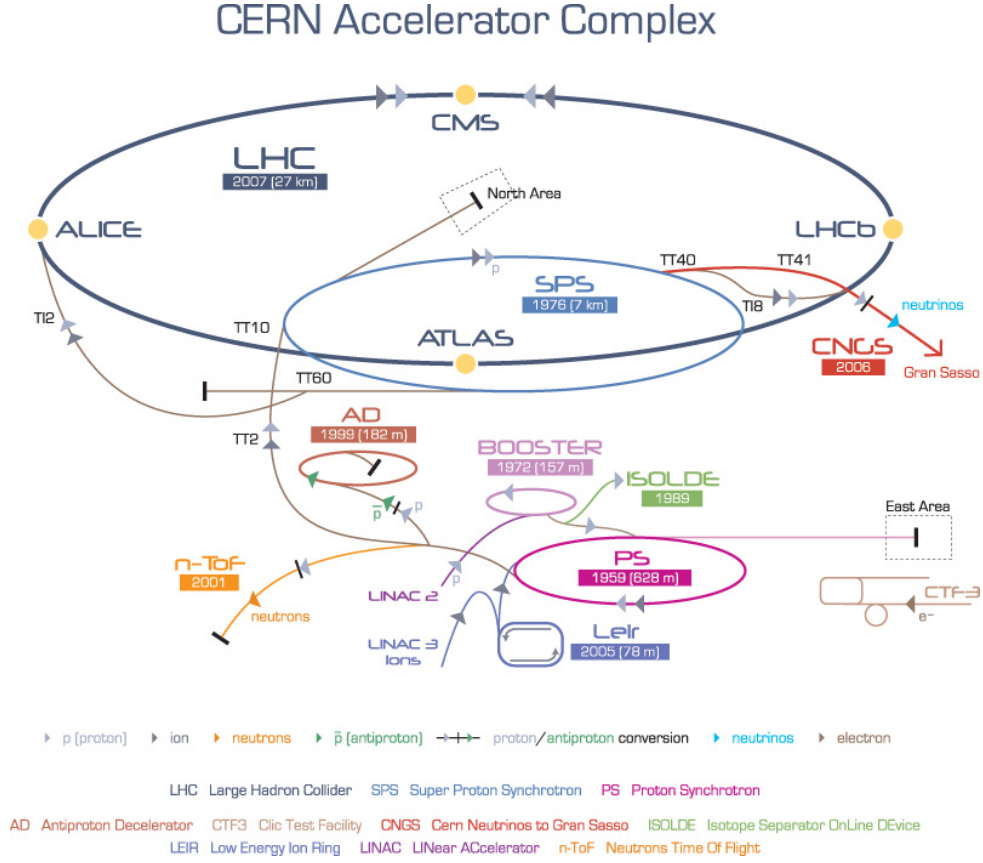 CERN Accelerator Complex
CMS
LHC
2007 (27 km)
North Area
ALICE
LHCb
TT40
TT41
p
SPS
1976 (7 km)
TI8
neutrinos
TI2
TT10
ATLAS
CNGS
2006
Gran Sasso
TT60
AD
1999 (182 m)
TT2
BOOSTER
1972 (157 m)
ISOLDE
1989
p̅
p
East Area
n-ToF
2001
PS
1959 (628 m)
p
LINAC 2
neutrons
CTF-3
e–
LINAC 3
Ions
LeIr
2005 (78 m)
p (proton) ion neutrons p̅ (antiproton) proton/antiproton conversion neutrinos electron
LHC Large Hadron Collider SPS Super Proton Synchrotron PS Proton Synchrotron
AD Antiproton Decelerator CTF3 Clic Test Facility CNGS Cern Neutrinos to Gran Sasso ISOLDE Isotope Separator OnLine DEvice
LEIR Low Energy Ion Ring LINAC LINear ACcelerator n-ToF Neutrons Time Of Flight